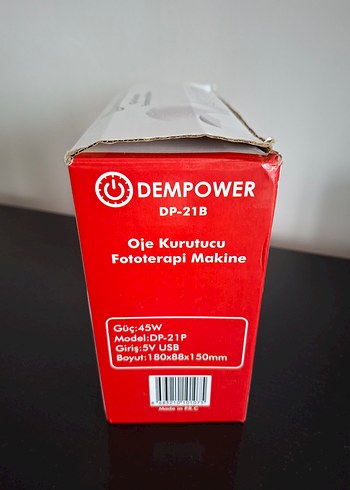 DEMPOWER
DP-21B
Oje Kurutucu
Fototerapi Makine
Güç:45W
Model:DP-21P
Giriş:5V USB
Boyut:180x88x150mm
Made in P.R.C